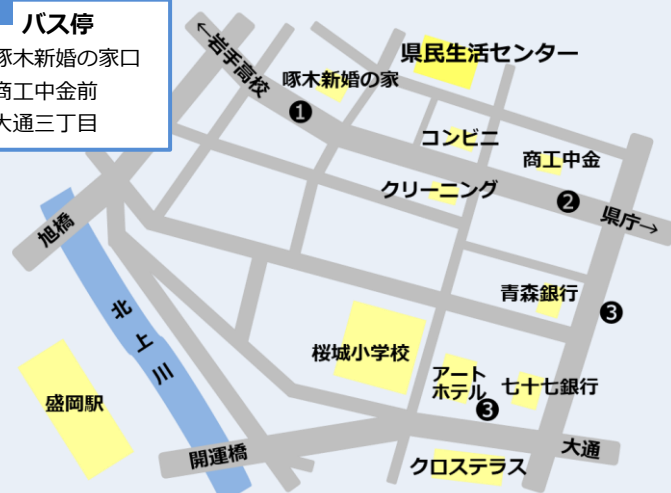 バス停
啄木新婚の家口
商工中金前
大通三丁目
←岩手高校
県民生活センター
啄木新婚の家
❶
コンビニ
商工中金
クリーニング
❷
県庁→
旭橋
青森銀行
❸
北上川
桜城小学校
アート
ホテル
七十七銀行
❸
盛岡駅
開運橋
大通
クロステラス